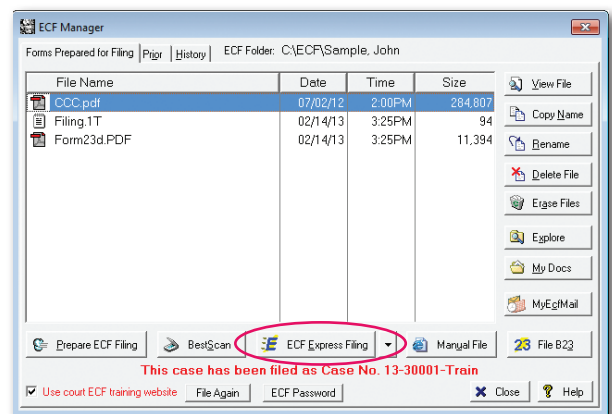 ECF Manager
Forms Prepared for Filing Prior History ECF Folder: C:\ECF\Sample, John
File Name Date Time Size
CCC.pdf 07/02/12 2:00PM 284,807
Filing.1T 02/14/13 3:25PM 94
Form23d.PDF 02/14/13 3:25PM 11,394
View File
Copy Name
Rename
Delete File
Erase Files
Explore
My Docs
MyEcfMail
Prepare ECF Filing BestScan ECF Express Filing Manual File 23 File B23
This case has been filed as Case No. 13-30001-Train
Use court ECF training website File Again ECF Password Close Help